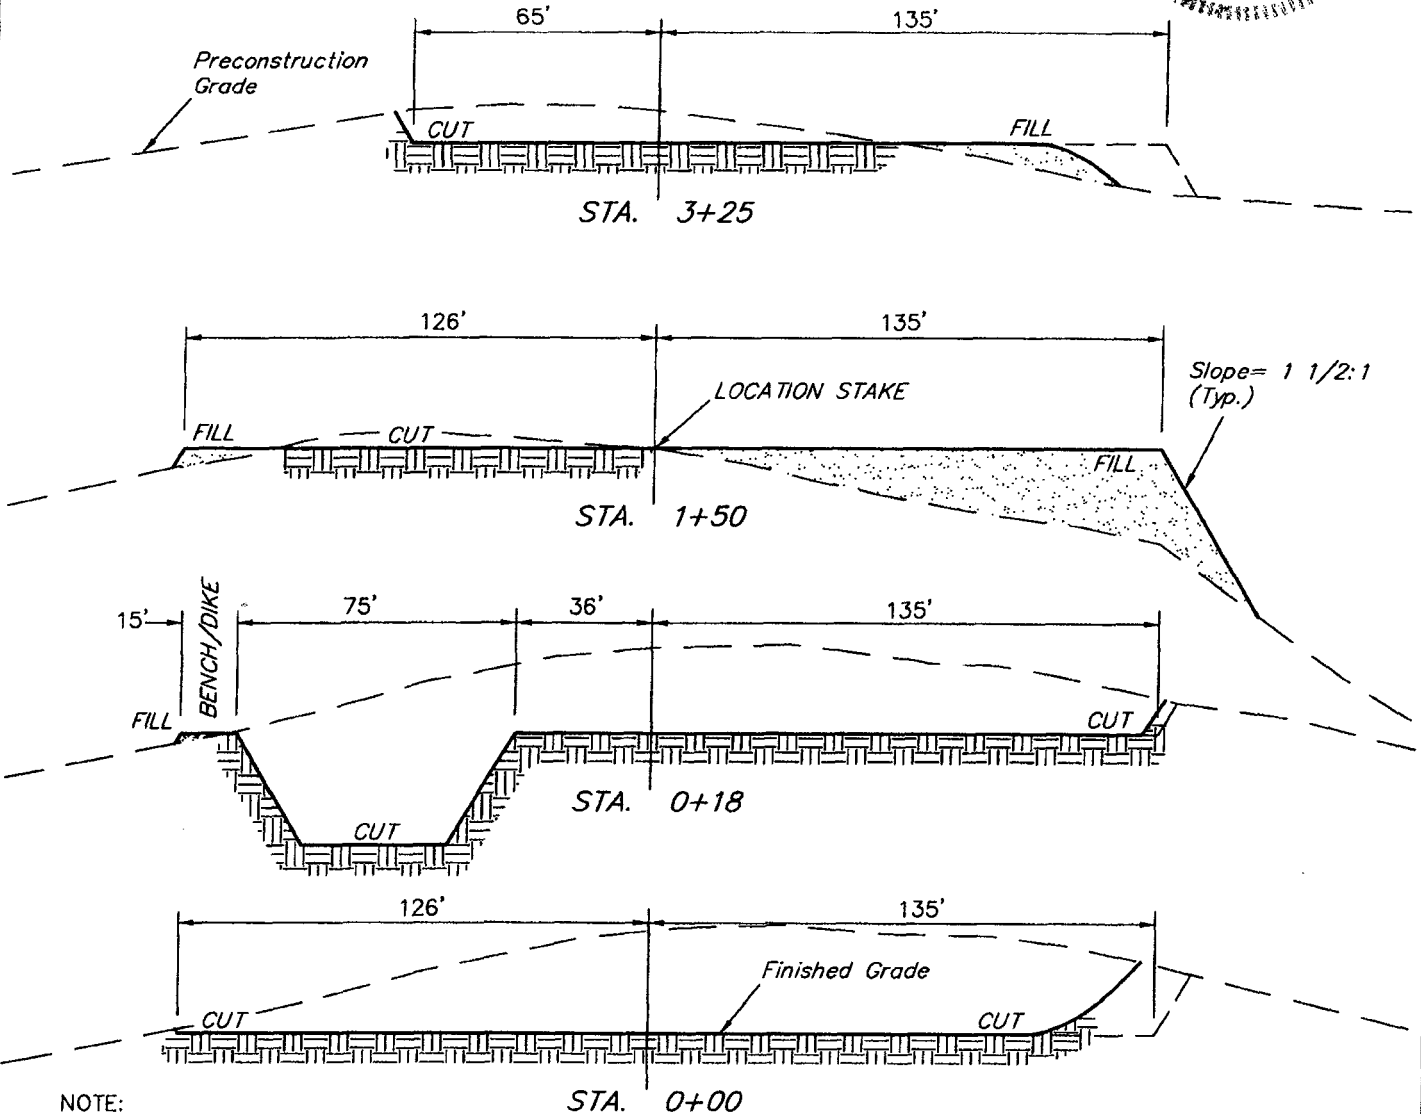 65' 135'
Preconstruction
Grade
CUT FILL
STA. 3+25
126' 135'
Slope= 1 1/2:1
(Typ.)
LOCATION STAKE
FILL CUT FILL
STA. 1+50
15' BENCH/DIKE 75' 36' 135'
FILL CUT
STA. 0+18
CUT
126' 135'
Finished Grade
CUT CUT
NOTE: STA. 0+00